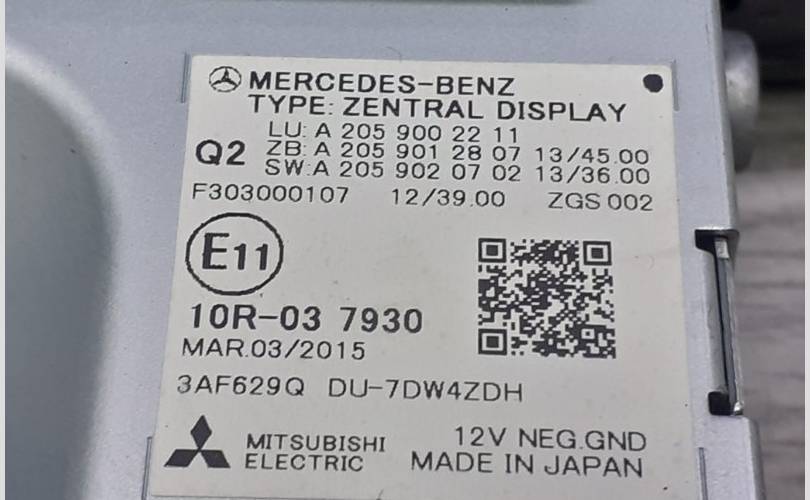 MERCEDES-BENZ
TYPE: ZENTRAL DISPLAY
LU: A 205 900 22 11
Q2 ZB: A 205 901 28 07 13/45.00
SW:A 205 902 07 02 13/36.00
F303000107 12/39.00 ZGS 002
E11
10R-03 7930
MAR.03/2015
3AF629Q DU-7DW4ZDH
MITSUBISHI 12V NEG.GND
ELECTRIC MADE IN JAPAN